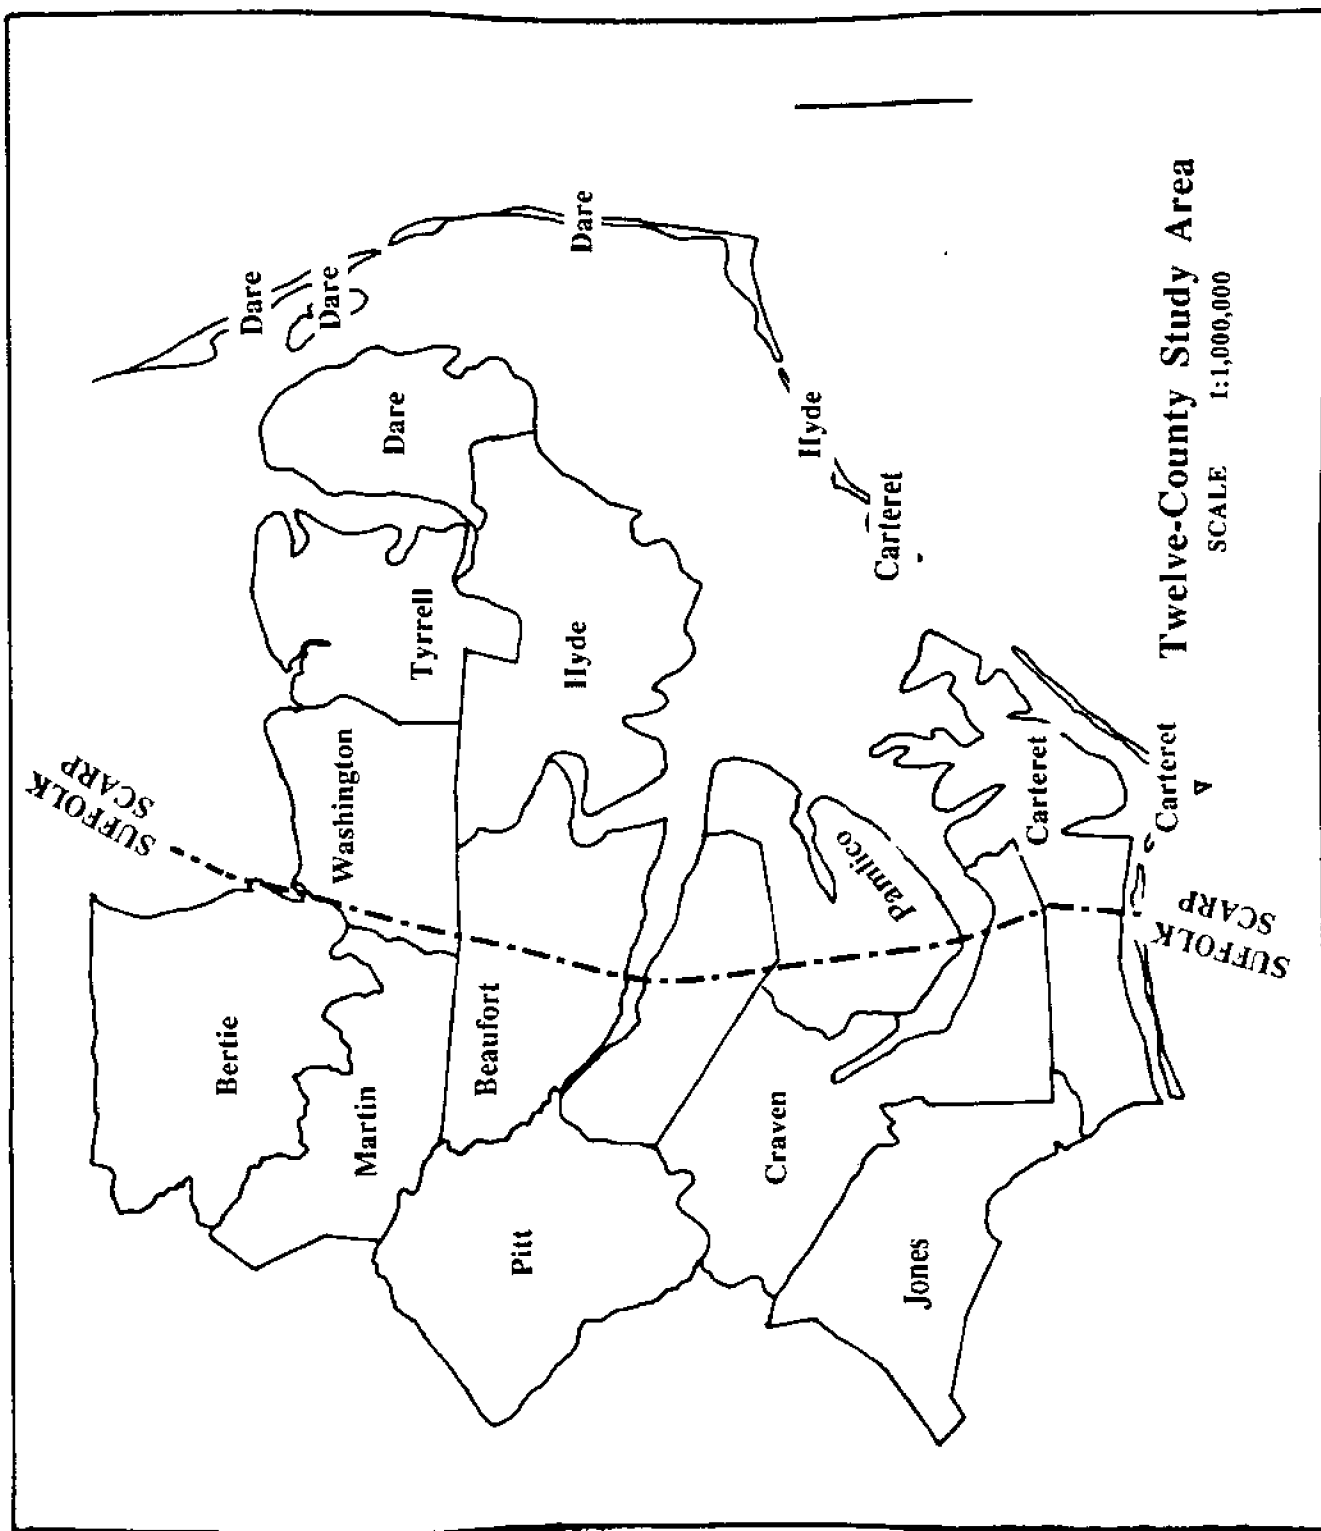 SUFFOLK
SCARP
Bertie
Martin
Washington
Tyrrell
Dare
Dare
Dare
Dare
Pitt
Beaufort
Hyde
Hyde
Craven
Pamlico
Carteret
Jones
Carteret
Carteret
SUFFOLK
SCARP
Twelve-County Study Area
SCALE 1:1,000,000